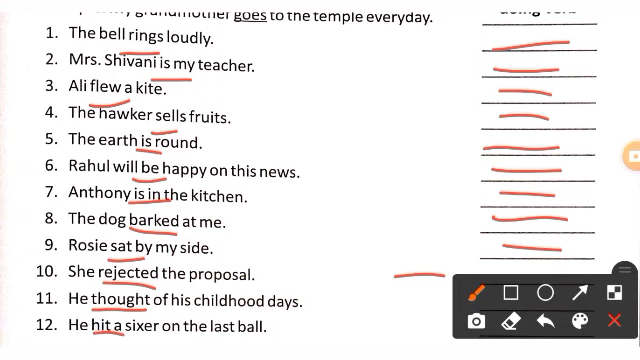 my grandmother goes to the temple everyday.
doing verb
1. The bell rings loudly.
2. Mrs. Shivani is my teacher.
3. Ali flew a kite.
4. The hawker sells fruits.
5. The earth is round.
6. Rahul will be happy on this news.
7. Anthony is in the kitchen.
8. The dog barked at me.
9. Rosie sat by my side.
10. She rejected the proposal.
11. He thought of his childhood days.
12. He hit a sixer on the last ball.